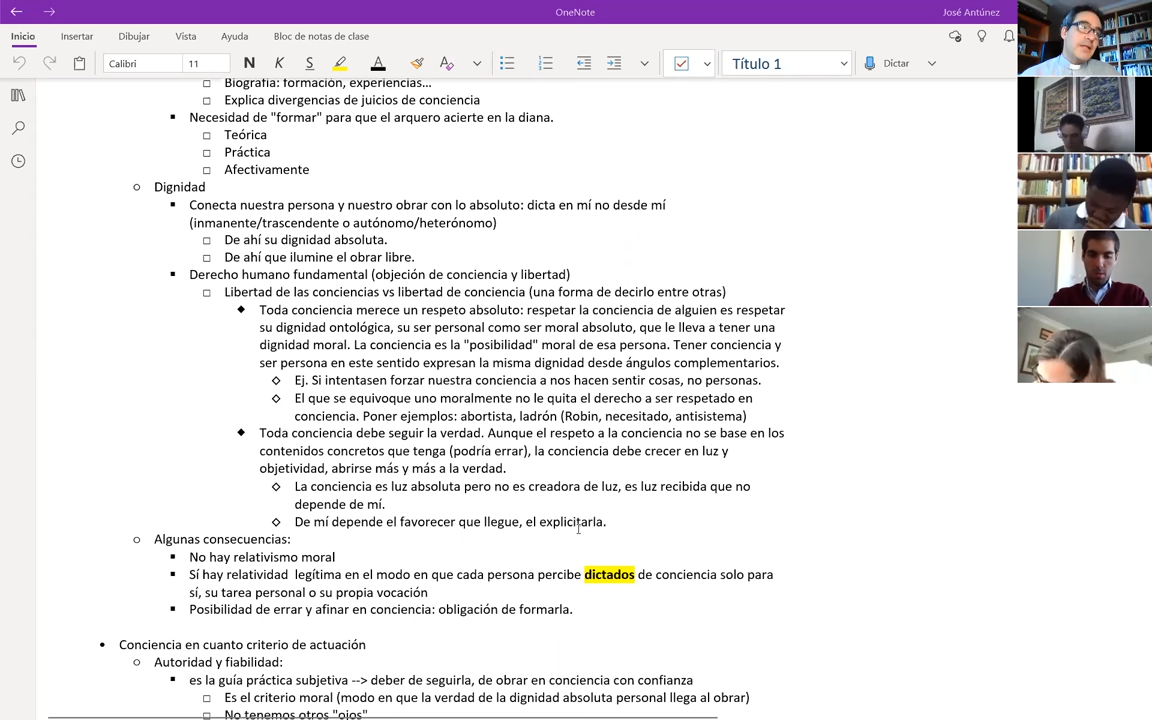 OneNote
José Antúnez
Inicio Insertar Dibujar Vista Ayuda Bloc de notas de clase
Calibri 11 N K S A Título 1 Dictar
Biografía: formación, experiencias...
Explica divergencias de juicios de conciencia
Necesidad de "formar" para que el arquero acierte en la diana.
Teórica
Práctica
Afectivamente
Dignidad
Conecta nuestra persona y nuestro obrar con lo absoluto: dicta en mí no desde mí
(inmanente/trascendente o autónomo/heterónomo)
De ahí su dignidad absoluta.
De ahí que ilumine el obrar libre.
Derecho humano fundamental (objeción de conciencia y libertad)
Libertad de las conciencias vs libertad de conciencia (una forma de decirlo entre otras)
Toda conciencia merece un respeto absoluto: respetar la conciencia de alguien es respetar
su dignidad ontológica, su ser personal como ser moral absoluto, que le lleva a tener una
dignidad moral. La conciencia es la "posibilidad" moral de esa persona. Tener conciencia y
ser persona en este sentido expresan la misma dignidad desde ángulos complementarios.
Ej. Si intentasen forzar nuestra conciencia a nos hacen sentir cosas, no personas.
El que se equivoque uno moralmente no le quita el derecho a ser respetado en
conciencia. Poner ejemplos: abortista, ladrón (Robin, necesitado, antisistema)
Toda conciencia debe seguir la verdad. Aunque el respeto a la conciencia no se base en los
contenidos concretos que tenga (podría errar), la conciencia debe crecer en luz y
objetividad, abrirse más y más a la verdad.
La conciencia es luz absoluta pero no es creadora de luz, es luz recibida que no
depende de mí.
De mí depende el favorecer que llegue, el explicitarla.
Algunas consecuencias:
No hay relativismo moral
Sí hay relatividad legítima en el modo en que cada persona percibe dictados de conciencia solo para
sí, su tarea personal o su propia vocación
Posibilidad de errar y afinar en conciencia: obligación de formarla.
Conciencia en cuanto criterio de actuación
Autoridad y fiabilidad:
es la guía práctica subjetiva --> deber de seguirla, de obrar en conciencia con confianza
Es el criterio moral (modo en que la verdad de la dignidad absoluta personal llega al obrar)
No tenemos otros "ojos"